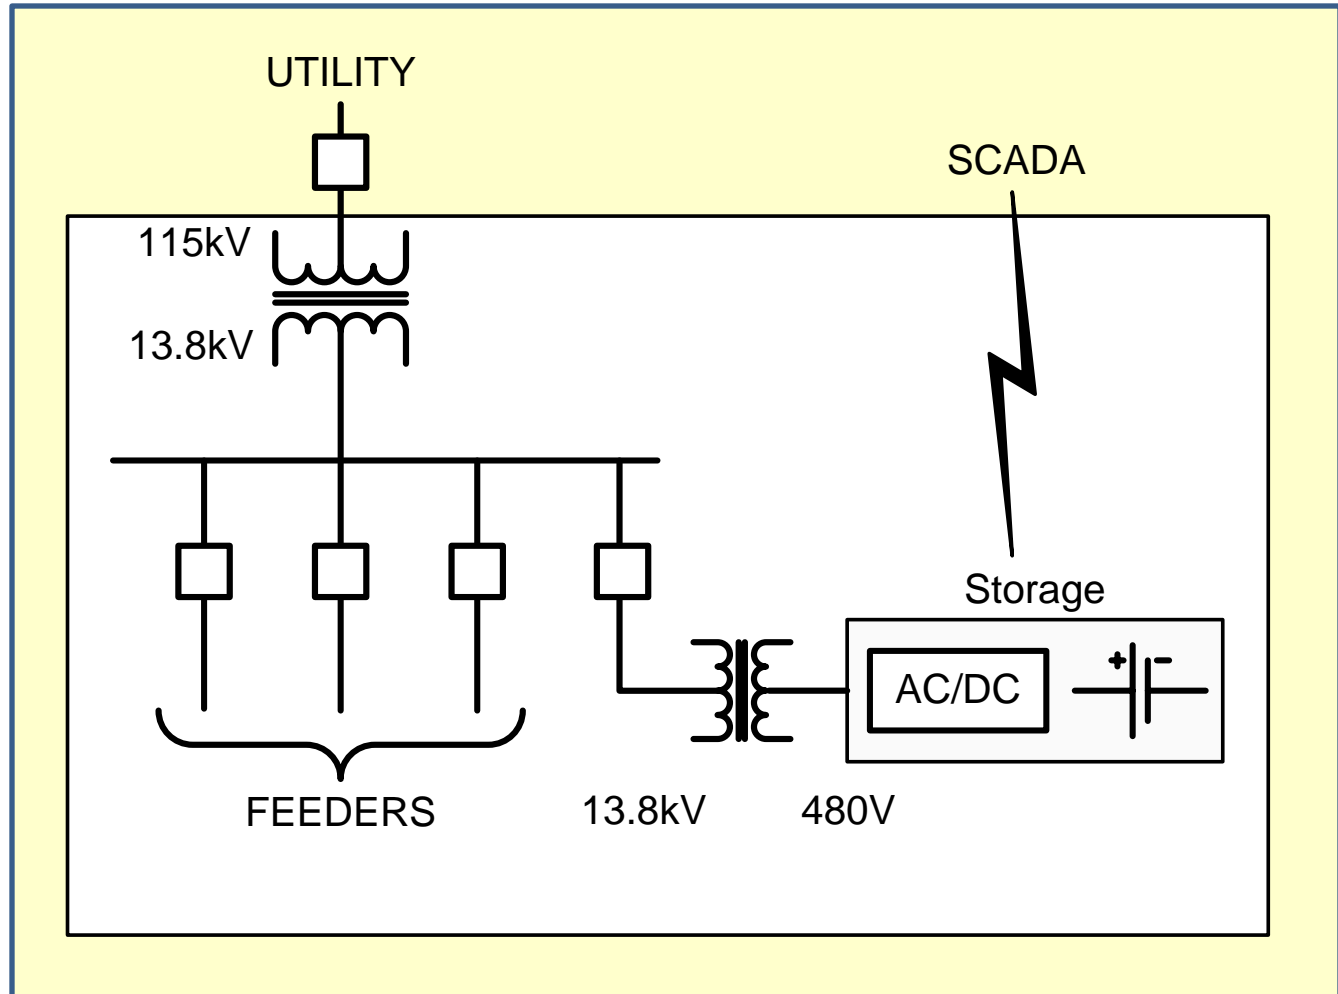 UTILITY
SCADA
115kV
13.8kV
Storage
AC/DC
+ -
FEEDERS
13.8kV
480V